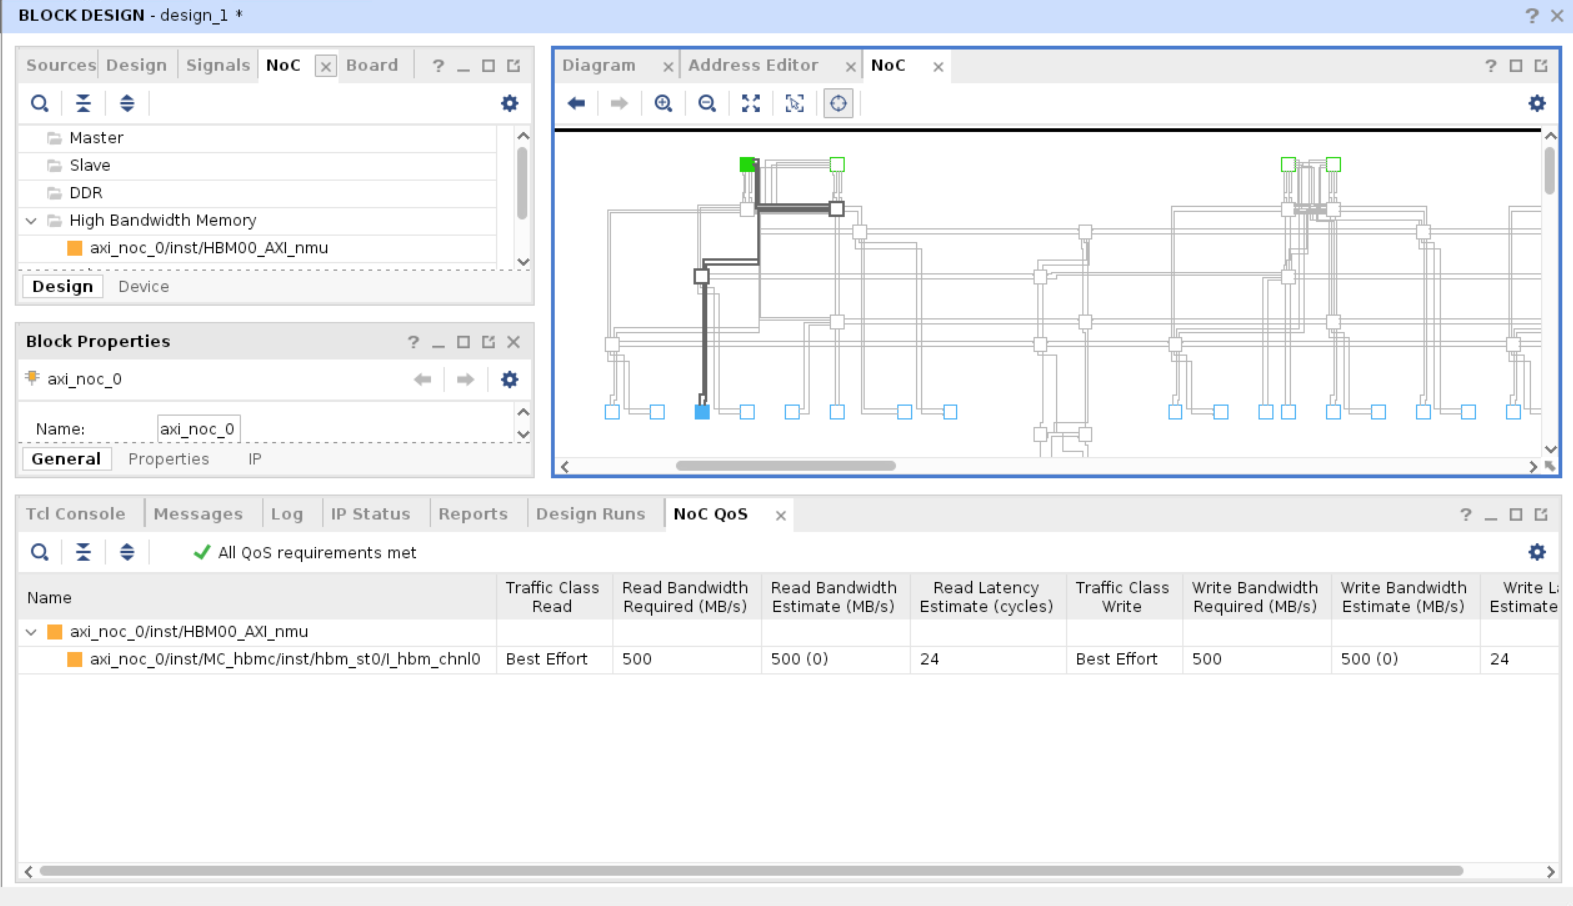 BLOCK DESIGN - design_1 *
Sources Design Signals NoC Board
Master
Slave
DDR
High Bandwidth Memory
axi_noc_0/inst/HBM00_AXI_nmu
Design Device
Block Properties
axi_noc_0
Name: axi_noc_0
General Properties IP
Diagram Address Editor NoC
Tcl Console Messages Log IP Status Reports Design Runs NoC QoS
All QoS requirements met
Name
Traffic Class Read
Read Bandwidth Required (MB/s)
Read Bandwidth Estimate (MB/s)
Read Latency Estimate (cycles)
Traffic Class Write
Write Bandwidth Required (MB/s)
Write Bandwidth Estimate (MB/s)
Write Estimate
axi_noc_0/inst/HBM00_AXI_nmu
axi_noc_0/inst/MC_hbmc/inst/hbm_st0/I_hbm_chnl0 Best Effort 500 500 (0) 24 Best Effort 500 500 (0) 24